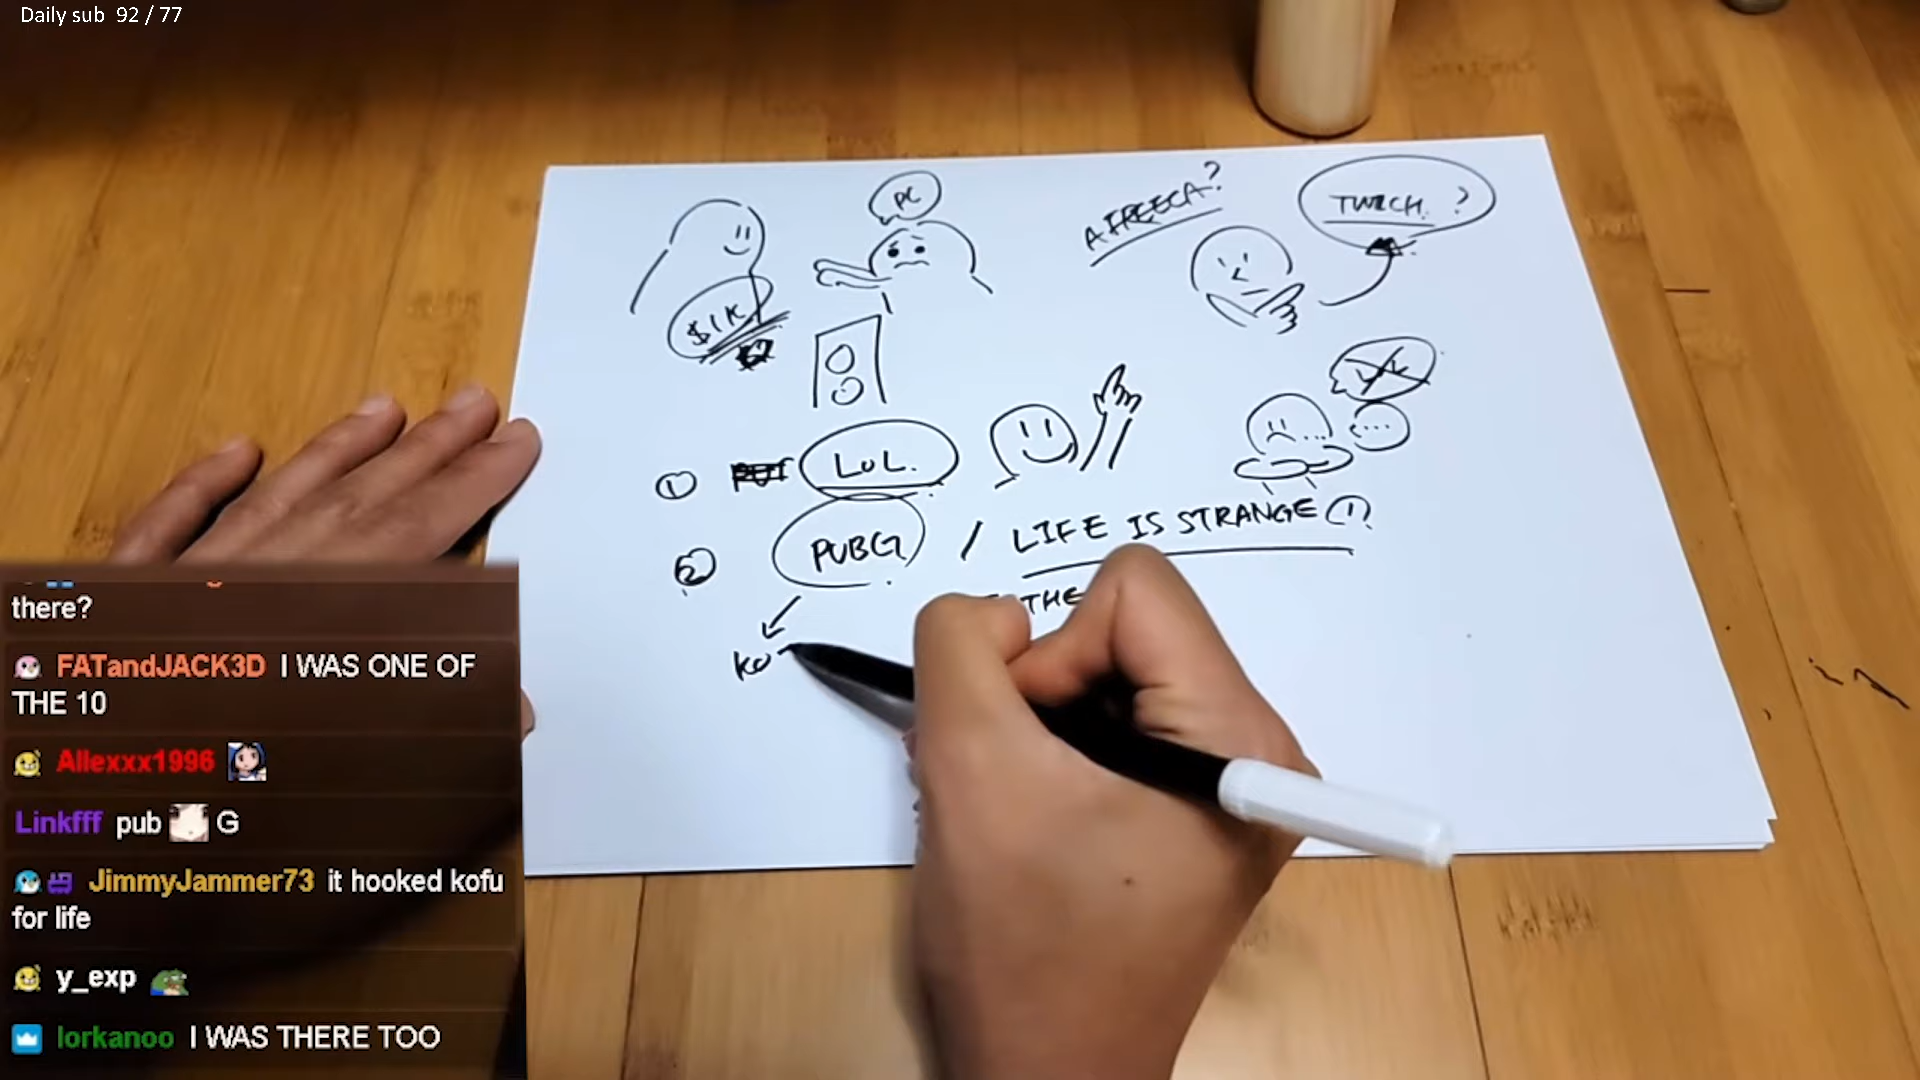 Daily sub 92 / 77
PC
AFREECA?
TWITCH. ?
$1K
① LOL.
② PUBG / LIFE IS STRANGE ①
THE
KO
there?
FATandJACK3D I WAS ONE OF
THE 10
Allexxx1996
Linkfff pub G
JimmyJammer73 it hooked kofu
for life
y_exp
lorkanoo I WAS THERE TOO